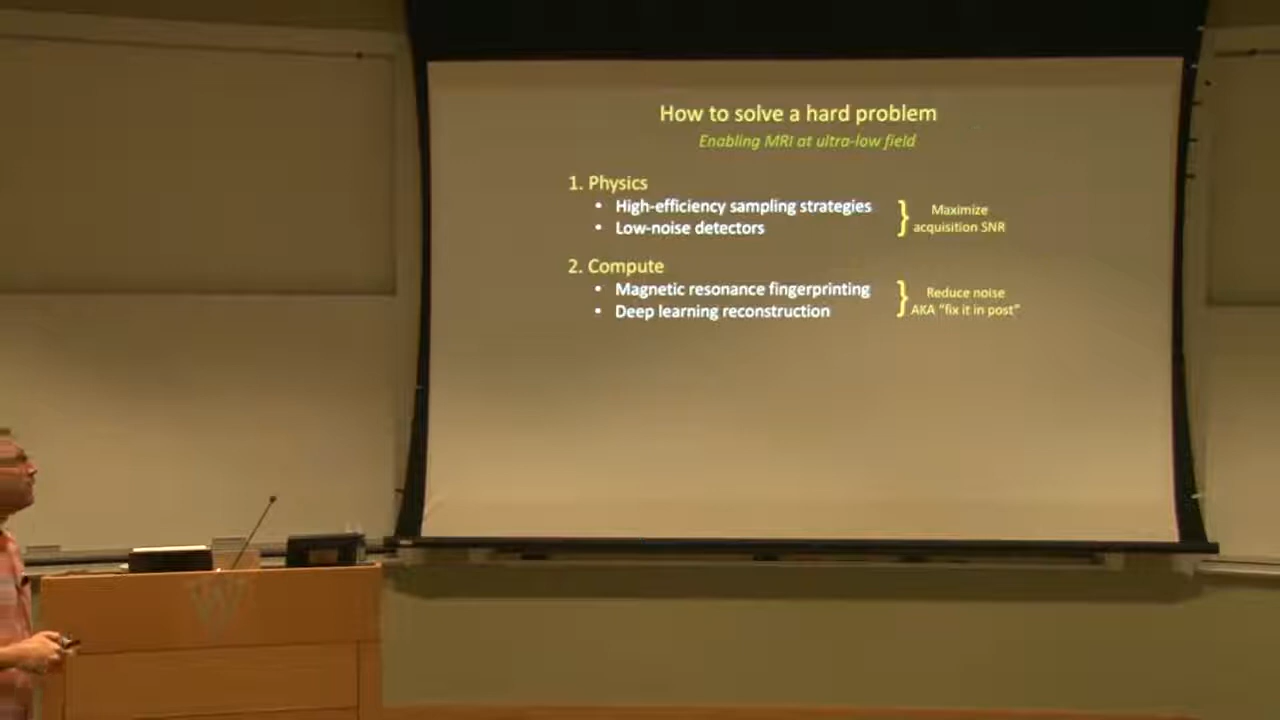 How to solve a hard problem
Enabling MRI at ultra-low field
1. Physics
• High-efficiency sampling strategies
• Low-noise detectors
} Maximize
acquisition SNR
2. Compute
• Magnetic resonance fingerprinting
• Deep learning reconstruction
} Reduce noise
AKA "fix it in post"
W